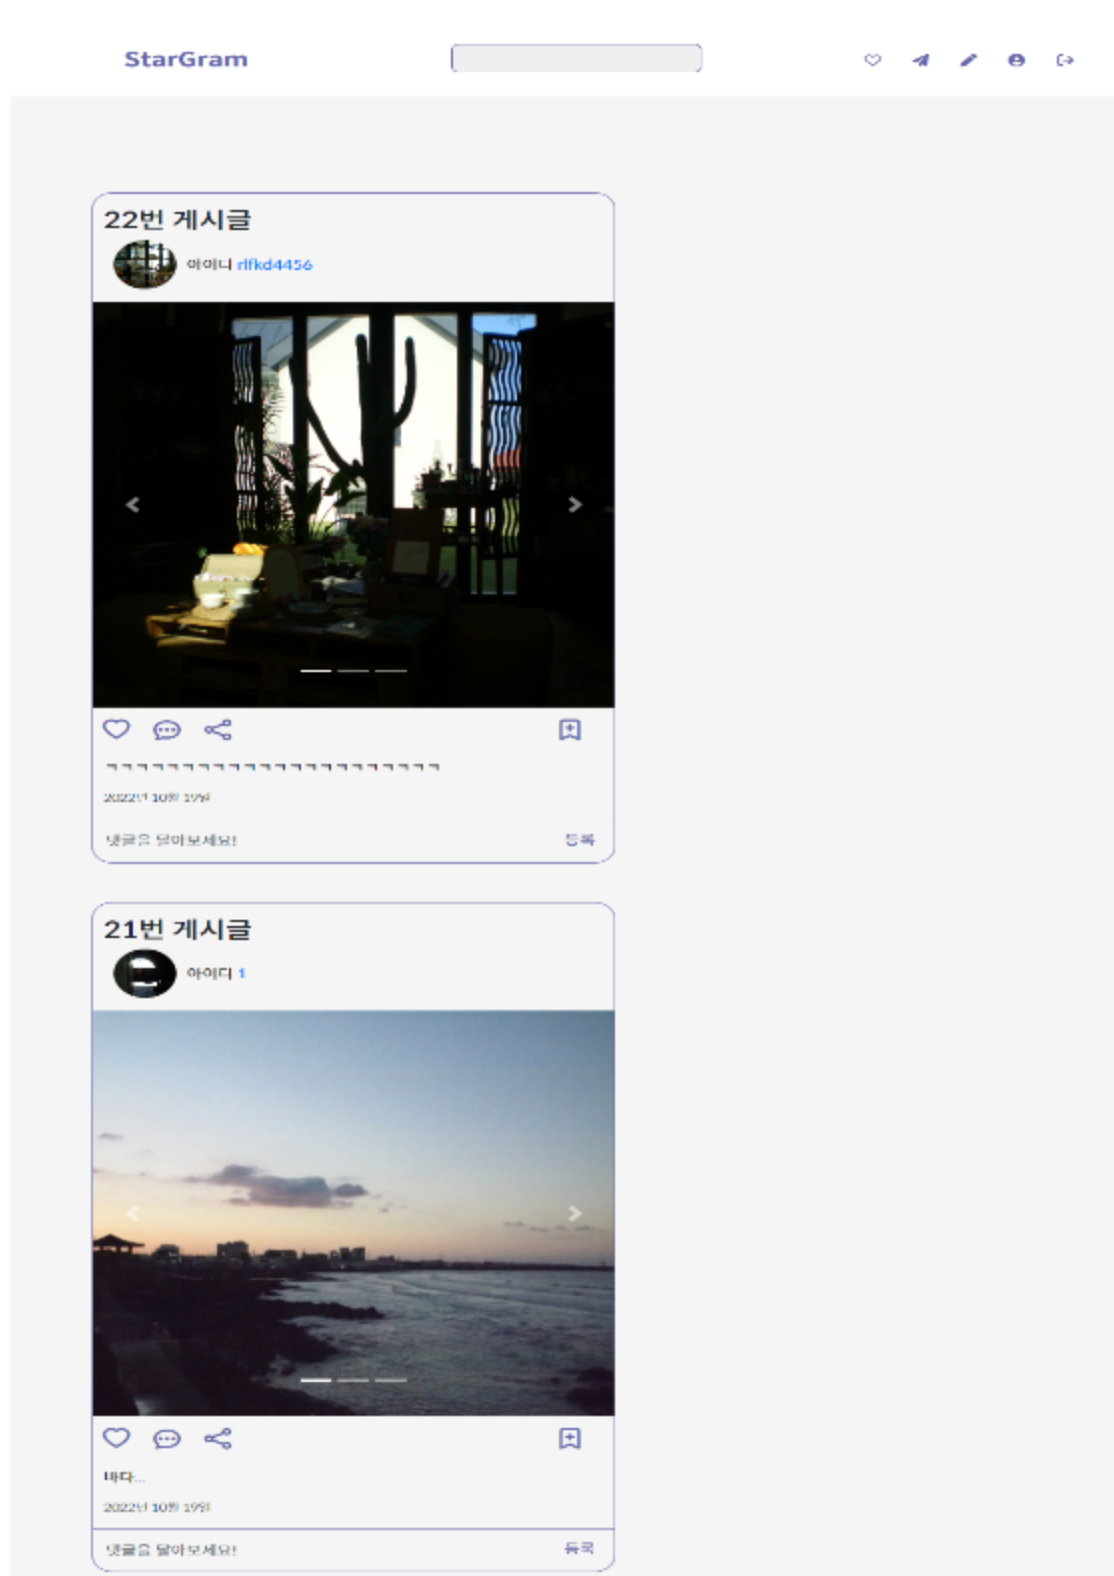 StarGram
22번 게시글
아이디 rlfkd4456
ㅋㅋㅋㅋㅋㅋㅋㅋㅋㅋㅋㅋㅋㅋㅋㅋㅋㅋㅋㅋㅋㅋ
2022년 10월 19일
댓글을 달아보세요!
등록
21번 게시글
아이디 1
바다...
2022년 10월 19일
댓글을 달아보세요!
등록